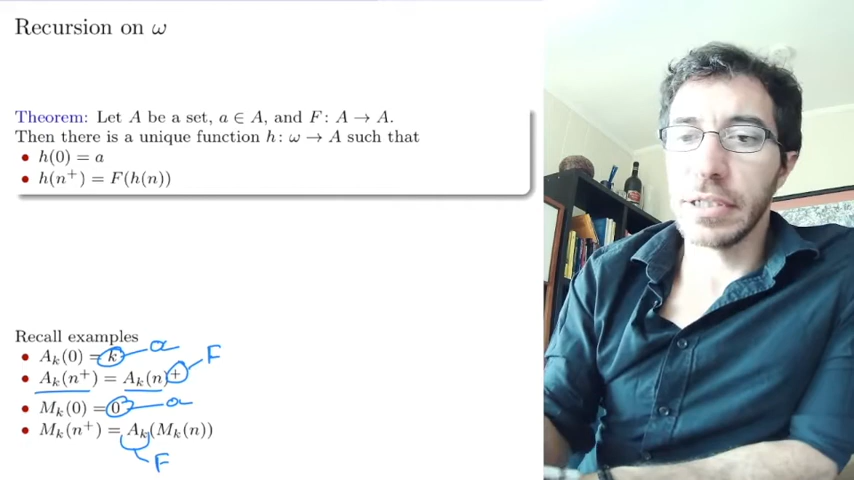 Recursion on ω
Theorem: Let A be a set, a ∈ A, and F: A → A.
Then there is a unique function h: ω → A such that
• h(0) = a
• h(n⁺) = F(h(n))
Recall examples
• Aₖ(0) = k a
• Aₖ(n⁺) = Aₖ(n)⁺ F
• Mₖ(0) = 0 a
• Mₖ(n⁺) = Aₖ(Mₖ(n))
F